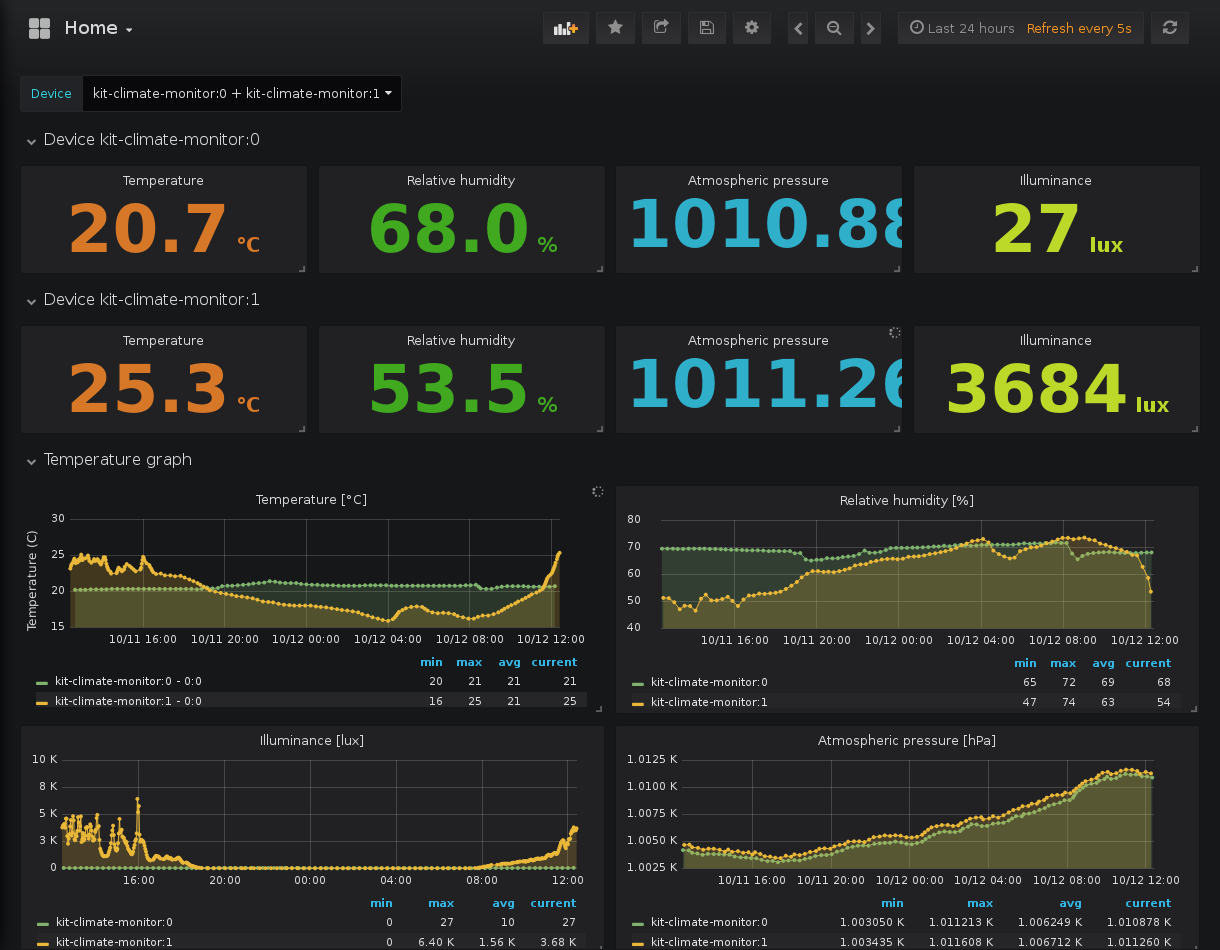 Home
Last 24 hours Refresh every 5s
Device kit-climate-monitor:0 + kit-climate-monitor:1
Device kit-climate-monitor:0
Temperature Relative humidity Atmospheric pressure Illuminance
20.7 °C 68.0 % 1010.88 27 lux
Device kit-climate-monitor:1
Temperature Relative humidity Atmospheric pressure Illuminance
25.3 °C 53.5 % 1011.26 3684 lux
Temperature graph
Temperature [°C]
Temperature (C)
30
25
20
15
10/11 16:00 10/11 20:00 10/12 00:00 10/12 04:00 10/12 08:00 10/12 12:00
min max avg current
kit-climate-monitor:0 - 0:0 20 21 21 21
kit-climate-monitor:1 - 0:0 16 25 21 25
Relative humidity [%]
80
70
60
50
40
10/11 16:00 10/11 20:00 10/12 00:00 10/12 04:00 10/12 08:00 10/12 12:00
min max avg current
kit-climate-monitor:0 65 72 69 68
kit-climate-monitor:1 47 74 63 54
Illuminance [lux]
10 K
8 K
5 K
3 K
0
16:00 20:00 00:00 04:00 08:00 12:00
min max avg current
kit-climate-monitor:0 0 27 10 27
kit-climate-monitor:1 0 6.40 K 1.56 K 3.68 K
Atmospheric pressure [hPa]
1.0125 K
1.0100 K
1.0075 K
1.0050 K
1.0025 K
10/11 16:00 10/11 20:00 10/12 00:00 10/12 04:00 10/12 08:00 10/12 12:00
min max avg current
kit-climate-monitor:0 1.003050 K 1.011213 K 1.006249 K 1.010878 K
kit-climate-monitor:1 1.003435 K 1.011608 K 1.006712 K 1.011260 K